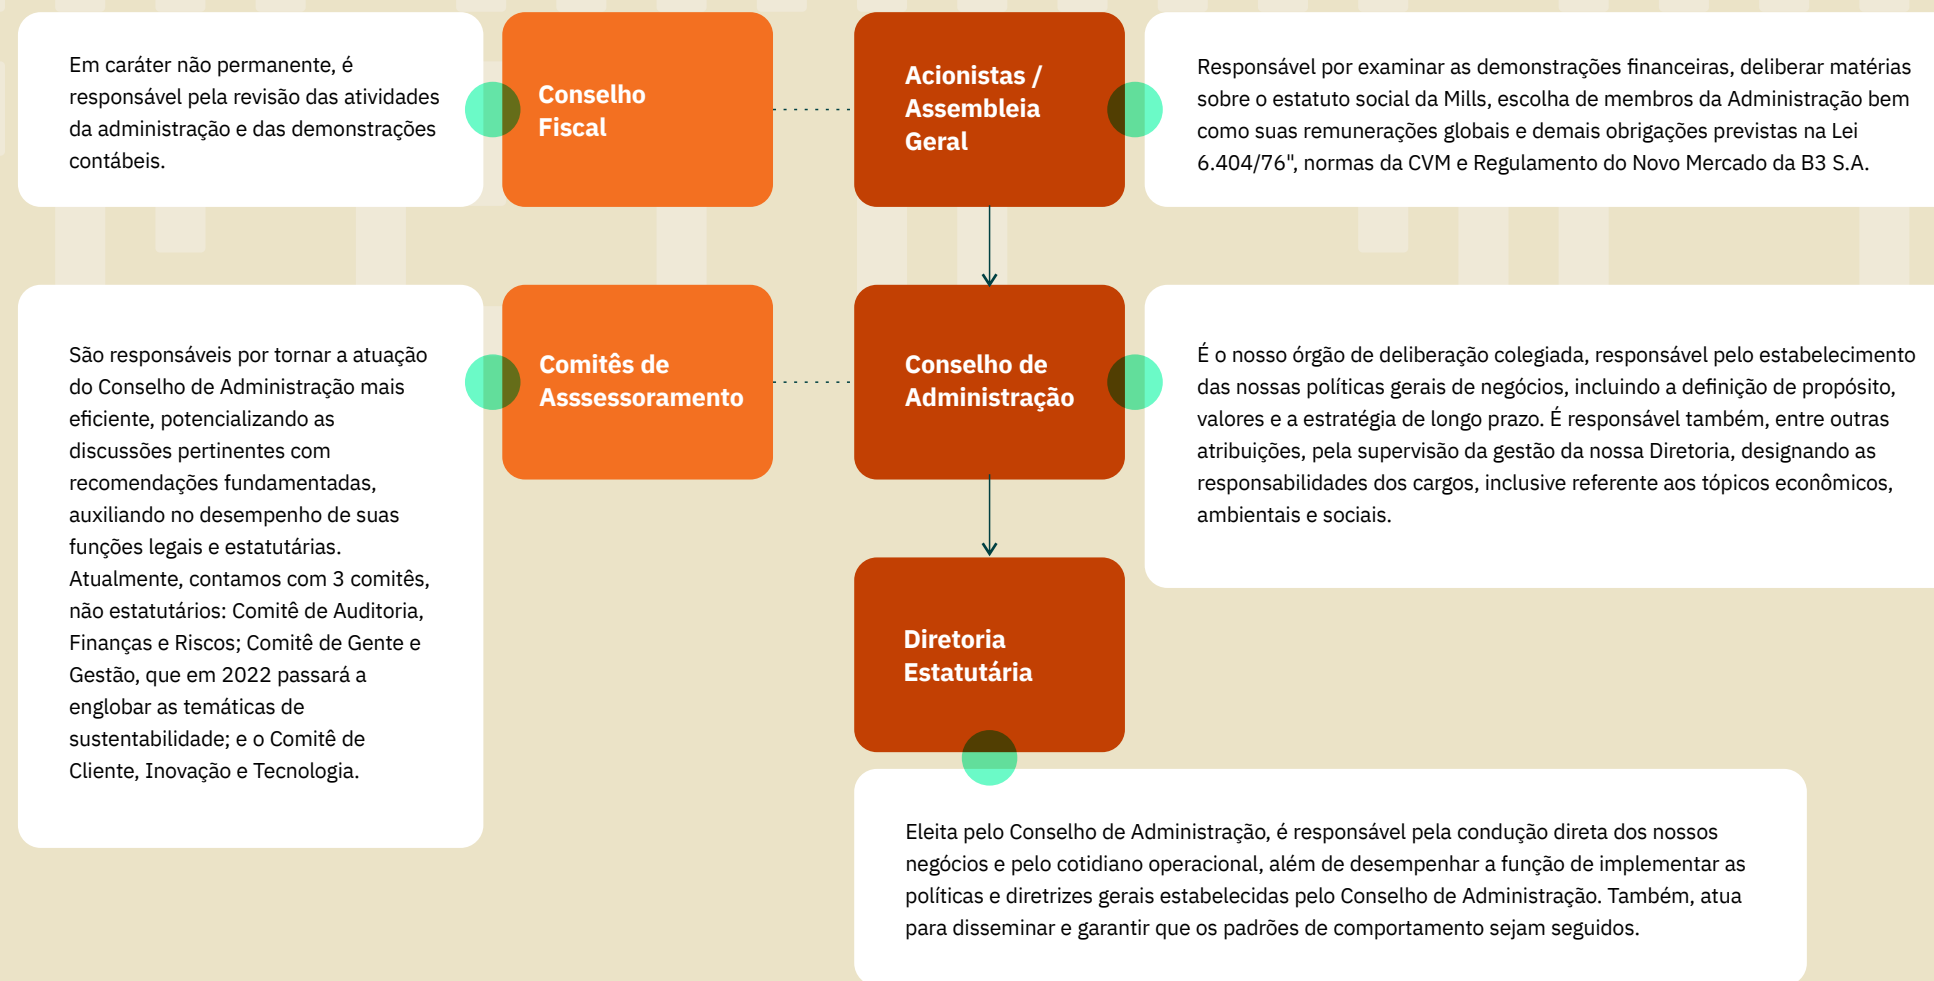 Em caráter não permanente, é
responsável pela revisão das atividades
da administração e das demonstrações
contábeis.
Conselho
Fiscal
Acionistas /
Assembleia
Geral
Responsável por examinar as demonstrações financeiras, deliberar matérias
sobre o estatuto social da Mills, escolha de membros da Administração bem
como suas remunerações globais e demais obrigações previstas na Lei
6.404/76", normas da CVM e Regulamento do Novo Mercado da B3 S.A.
São responsáveis por tornar a atuação
do Conselho de Administração mais
eficiente, potencializando as
discussões pertinentes com
recomendações fundamentadas,
auxiliando no desempenho de suas
funções legais e estatutárias.
Atualmente, contamos com 3 comitês,
não estatutários: Comitê de Auditoria,
Finanças e Riscos; Comitê de Gente e
Gestão, que em 2022 passará a
englobar as temáticas de
sustentabilidade; e o Comitê de
Cliente, Inovação e Tecnologia.
Comitês de
Asssessoramento
Conselho de
Administração
É o nosso órgão de deliberação colegiada, responsável pelo estabelecimento
das nossas políticas gerais de negócios, incluindo a definição de propósito,
valores e a estratégia de longo prazo. É responsável também, entre outras
atribuições, pela supervisão da gestão da nossa Diretoria, designando as
responsabilidades dos cargos, inclusive referente aos tópicos econômicos,
ambientais e sociais.
Diretoria
Estatutária
Eleita pelo Conselho de Administração, é responsável pela condução direta dos nossos
negócios e pelo cotidiano operacional, além de desempenhar a função de implementar as
políticas e diretrizes gerais estabelecidas pelo Conselho de Administração. Também, atua
para disseminar e garantir que os padrões de comportamento sejam seguidos.